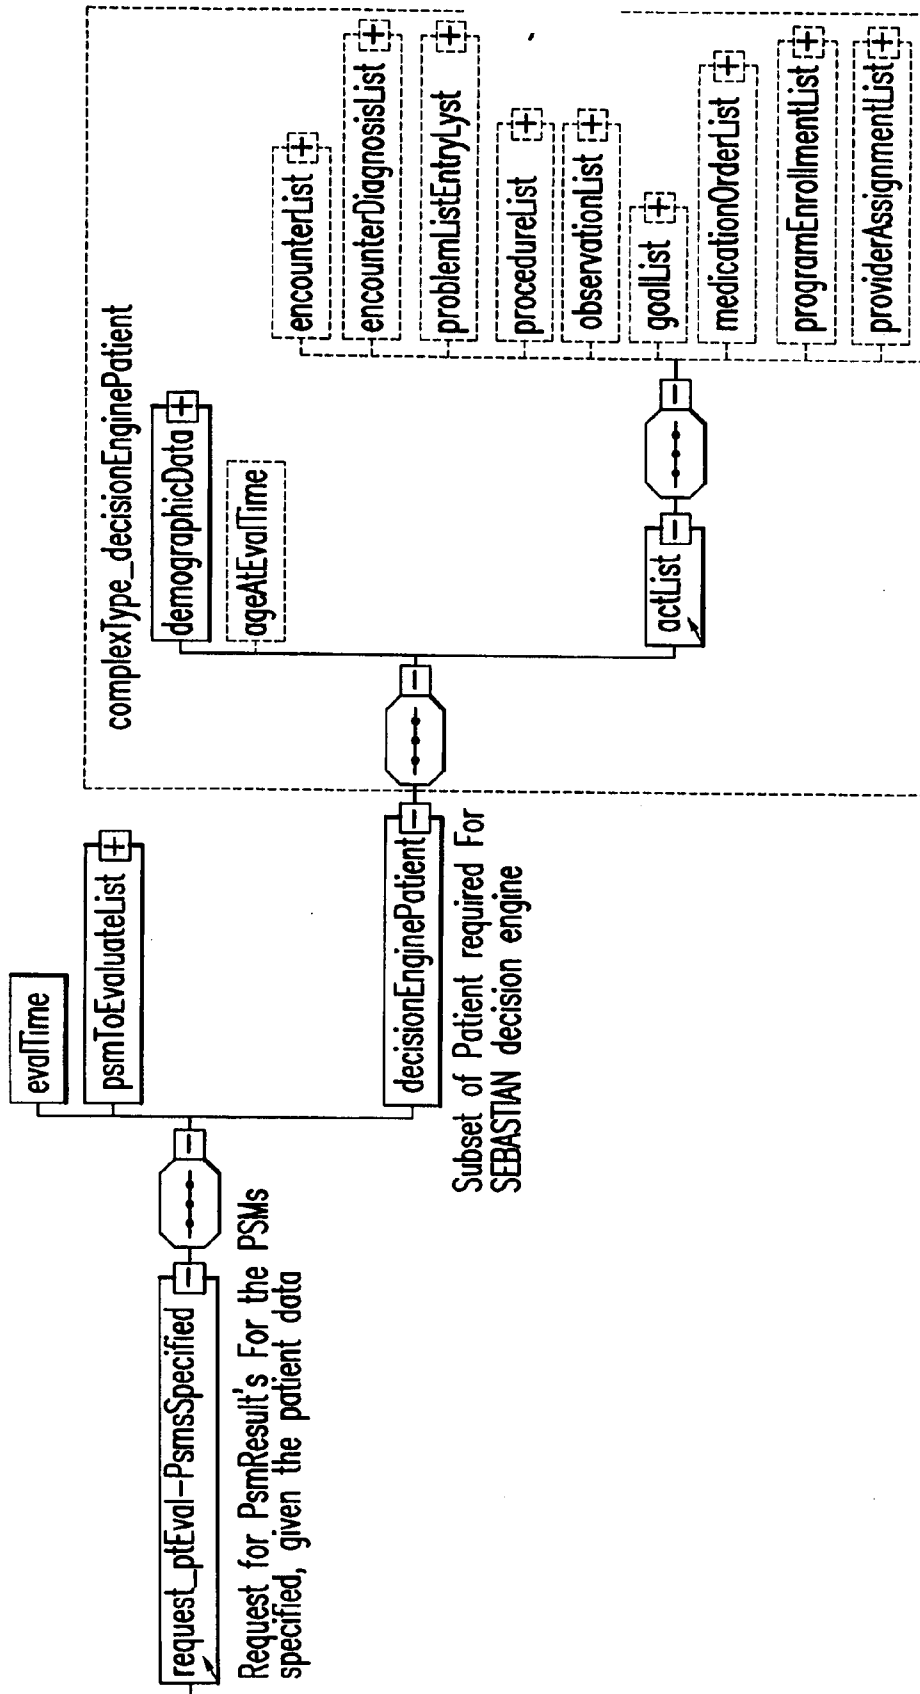 request_ptEval-PsmsSpecified
Request for PsmResult's For the PSMs
specified, given the patient data
evalTime
psmToEvaluateList
decisionEnginePatient
Subset of Patient required For
SEBASTIAN decision engine
complexType_decisionEnginePatient
demographicData
ageAtEvalTime
actList
encounterList
encounterDiagnosisList
problemListEntryLyst
procedureList
observationList
goalList
medicationOrderList
programEnrollmentList
providerAssignmentList